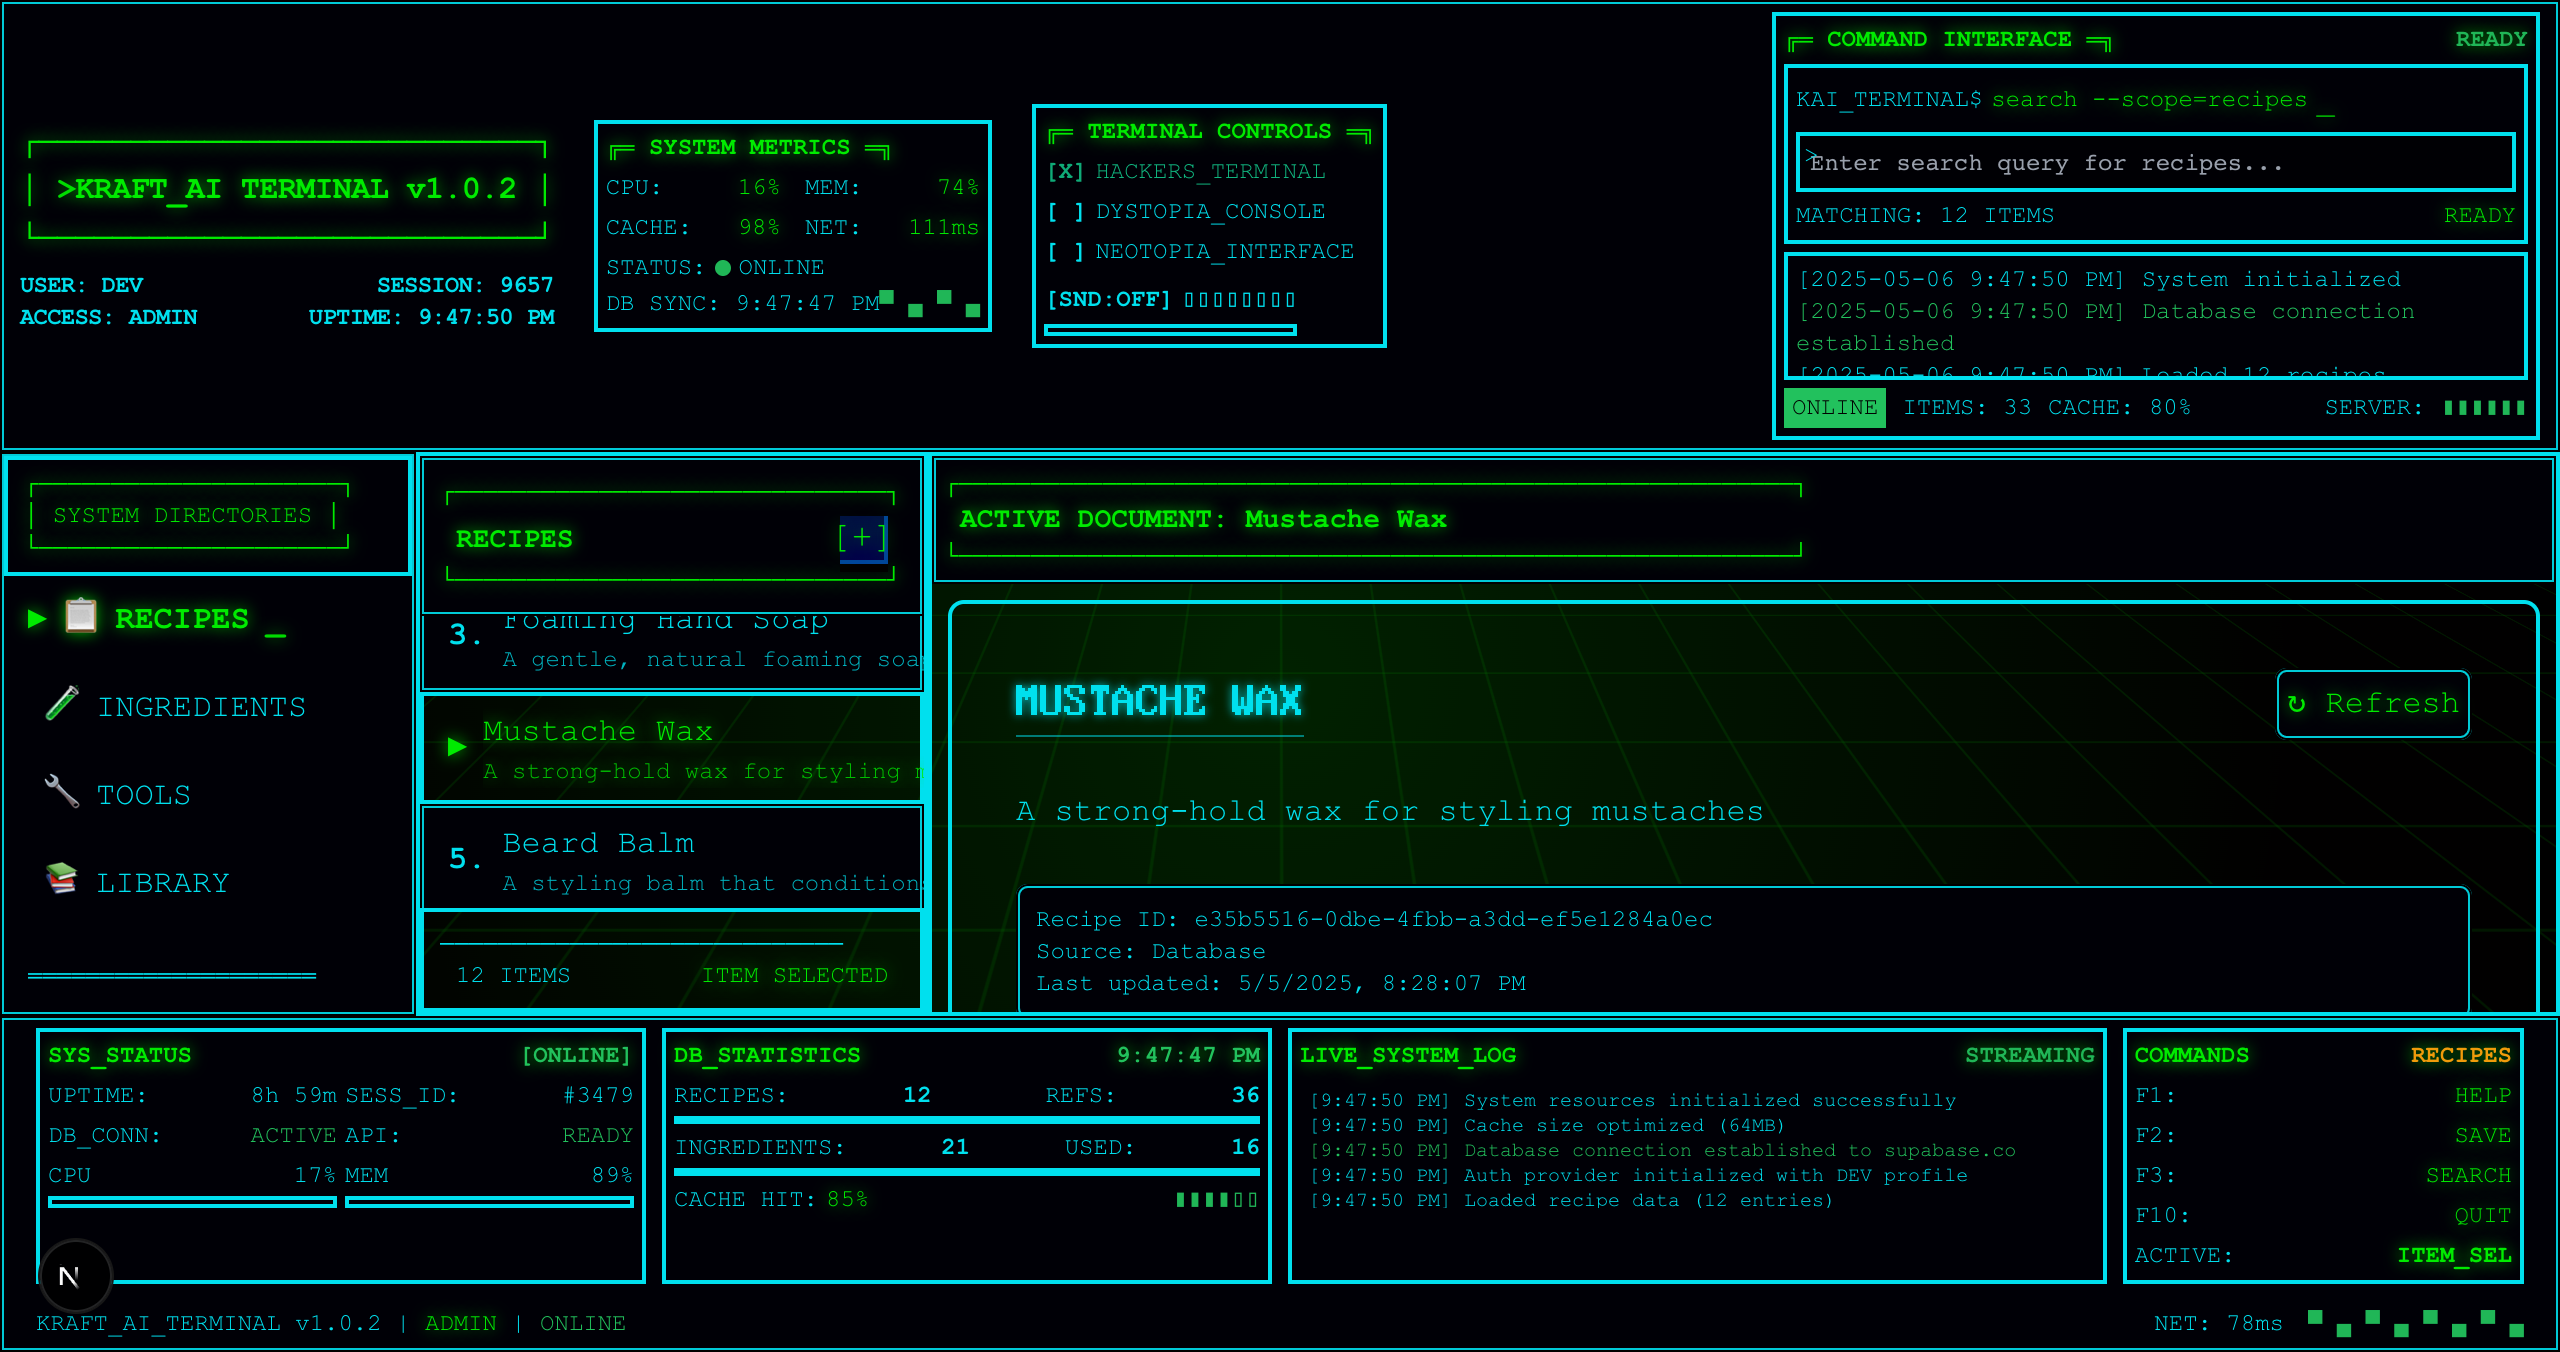 >KRAFT_AI TERMINAL v1.0.2
USER: DEV SESSION: 9657
ACCESS: ADMIN UPTIME: 9:47:50 PM
SYSTEM METRICS
CPU: 16% MEM: 74%
CACHE: 98% NET: 111ms
STATUS: ONLINE
DB SYNC: 9:47:47 PM
TERMINAL CONTROLS
[X] HACKERS_TERMINAL
[ ] DYSTOPIA_CONSOLE
[ ] NEOTOPIA_INTERFACE
[SND:OFF]
COMMAND INTERFACE READY
KAI_TERMINAL$ search --scope=recipes _
>Enter search query for recipes...
MATCHING: 12 ITEMS READY
[2025-05-06 9:47:50 PM] System initialized
[2025-05-06 9:47:50 PM] Database connection
established
[2025-05-06 9:47:50 PM] Loaded 12 recipes
ONLINE ITEMS: 33 CACHE: 80% SERVER:
SYSTEM DIRECTORIES
RECIPES _
INGREDIENTS
TOOLS
LIBRARY
RECIPES [+]
3. Foaming Hand Soap
A gentle, natural foaming soap
Mustache Wax
A strong-hold wax for styling
5. Beard Balm
A styling balm that conditions
12 ITEMS ITEM SELECTED
ACTIVE DOCUMENT: Mustache Wax
MUSTACHE WAX
↻ Refresh
A strong-hold wax for styling mustaches
Recipe ID: e35b5516-0dbe-4fbb-a3dd-ef5e1284a0ec
Source: Database
Last updated: 5/5/2025, 8:28:07 PM
SYS_STATUS [ONLINE]
UPTIME: 8h 59m SESS_ID: #3479
DB_CONN: ACTIVE API: READY
CPU 17% MEM 89%
DB_STATISTICS 9:47:47 PM
RECIPES: 12 REFS: 36
INGREDIENTS: 21 USED: 16
CACHE HIT: 85%
LIVE_SYSTEM_LOG STREAMING
[9:47:50 PM] System resources initialized successfully
[9:47:50 PM] Cache size optimized (64MB)
[9:47:50 PM] Database connection established to supabase.co
[9:47:50 PM] Auth provider initialized with DEV profile
[9:47:50 PM] Loaded recipe data (12 entries)
COMMANDS RECIPES
F1: HELP
F2: SAVE
F3: SEARCH
F10: QUIT
ACTIVE: ITEM_SEL
N
KRAFT_AI_TERMINAL v1.0.2 | ADMIN | ONLINE
NET: 78ms